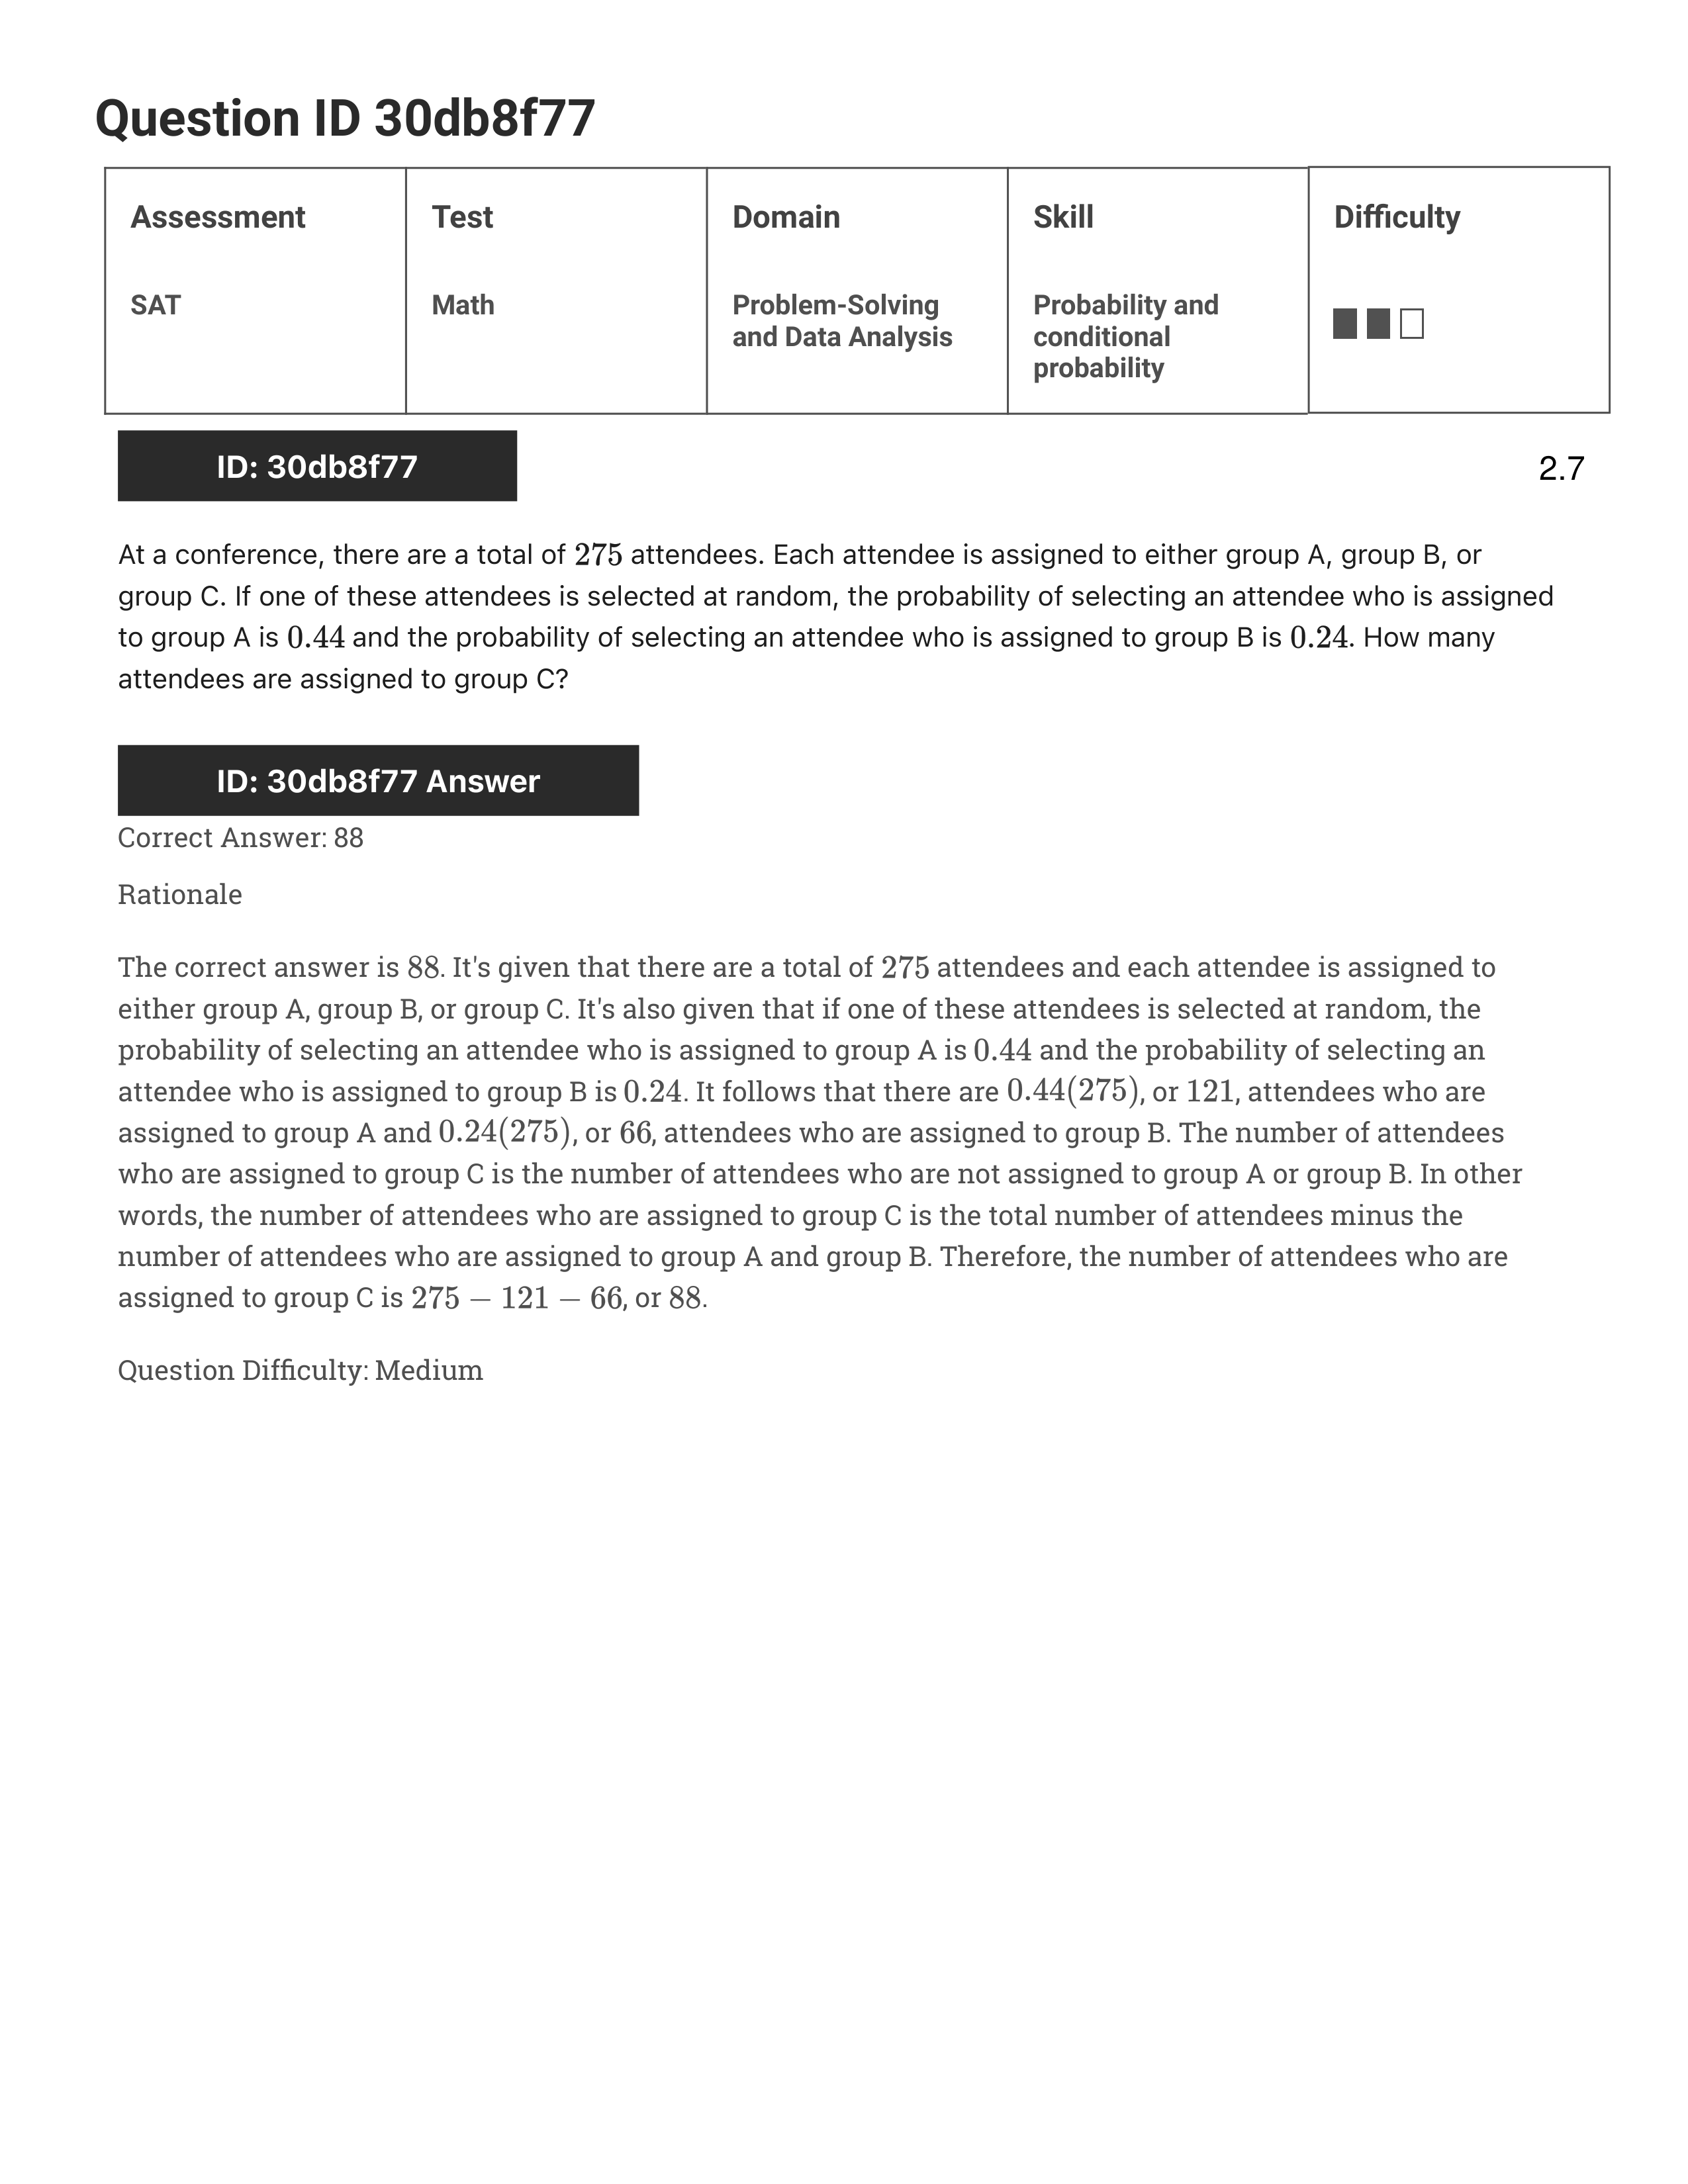 Question ID 30db8f77
Assessment
Test
Domain
Skill
Difficulty
SAT
Math
Problem-Solving
and Data Analysis
Probability and
conditional
probability
ID: 30db8f77
2.7
At a conference, there are a total of 275 attendees. Each attendee is assigned to either group A, group B, or
group C. If one of these attendees is selected at random, the probability of selecting an attendee who is assigned
to group A is 0.44 and the probability of selecting an attendee who is assigned to group B is 0.24. How many
attendees are assigned to group C?
ID: 30db8f77 Answer
Correct Answer: 88
Rationale
The correct answer is 88. It's given that there are a total of 275 attendees and each attendee is assigned to
either group A, group B, or group C. It's also given that if one of these attendees is selected at random, the
probability of selecting an attendee who is assigned to group A is 0.44 and the probability of selecting an
attendee who is assigned to group B is 0.24. It follows that there are 0.44(275), or 121, attendees who are
assigned to group A and 0.24(275), or 66, attendees who are assigned to group B. The number of attendees
who are assigned to group C is the number of attendees who are not assigned to group A or group B. In other
words, the number of attendees who are assigned to group C is the total number of attendees minus the
number of attendees who are assigned to group A and group B. Therefore, the number of attendees who are
assigned to group C is 275 − 121 − 66, or 88.
Question Difficulty: Medium